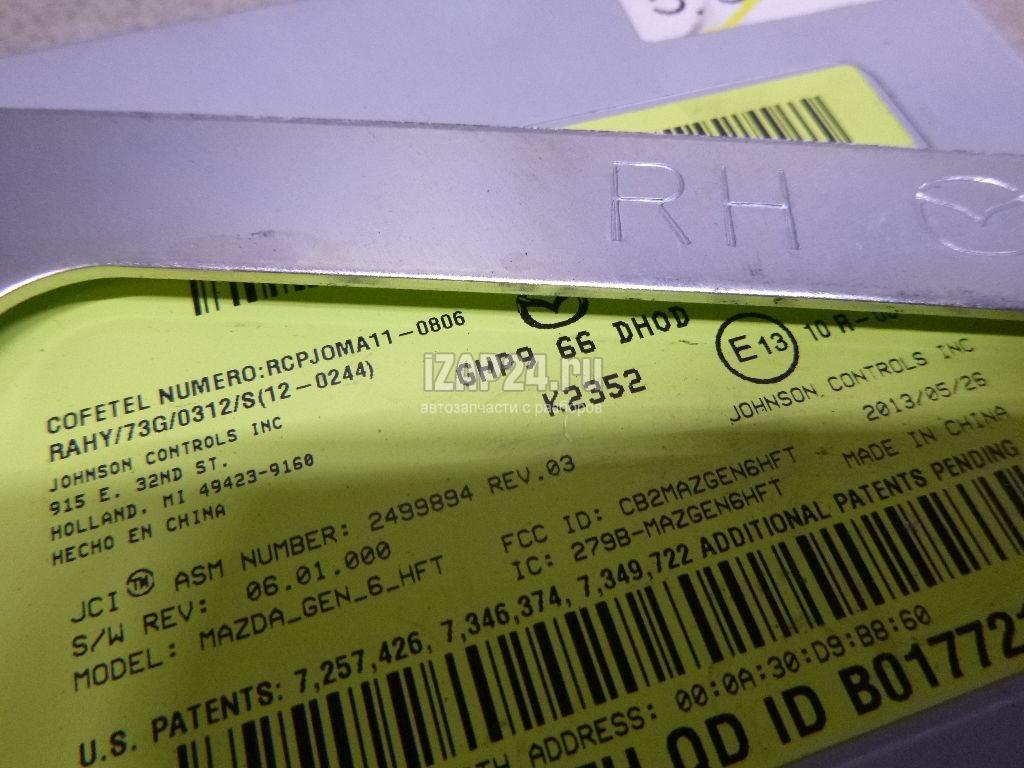 RH
COFETEL NUMERO:RCPJOMA11-0806
RAHY/73G/0312/S(12-0244)
JOHNSON CONTROLS INC
915 E. 32ND ST.
HOLLAND, MI 49423-9160
HECHO EN CHINA
GHP9 66 DHOD
K2352
E13
10 R-
JOHNSON CONTROLS INC
2013/05/26
MADE IN CHINA
iZAP24.ru
автозапчасти с разборов
JCI TM ASM NUMBER: 2499894 REV.03
S/W REV: 06.01.000
MODEL: MAZDA_GEN_6_HFT
FCC ID: CB2MAZGEN6HFT
IC: 279B-MAZGEN6HFT
U.S. PATENTS: 7,257,426, 7,346,374, 7,349,722 ADDITIONAL PATENTS PENDING
ADDRESS: 00:0A:30:D9:B8:60
QD ID B01772